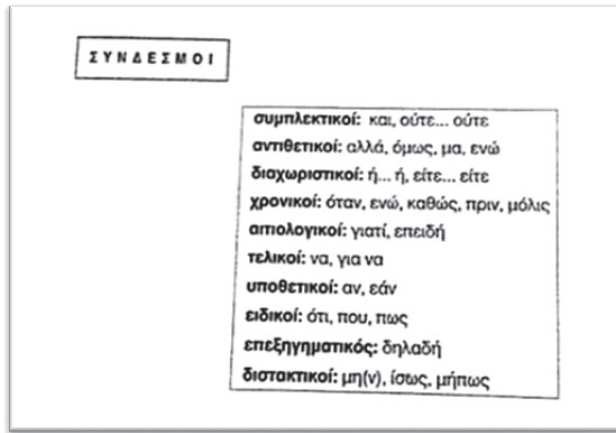 ΣΥΝΔΕΣΜΟΙ
συμπλεκτικοί: και, ούτε... ούτε
αντιθετικοί: αλλά, όμως, μα, ενώ
διαχωριστικοί: ή... ή, είτε... είτε
χρονικοί: όταν, ενώ, καθώς, πριν, μόλις
αιτιολογικοί: γιατί, επειδή
τελικοί: να, για να
υποθετικοί: αν, εάν
ειδικοί: ότι, που, πως
επεξηγηματικός: δηλαδή
διστακτικοί: μη(ν), ίσως, μήπως